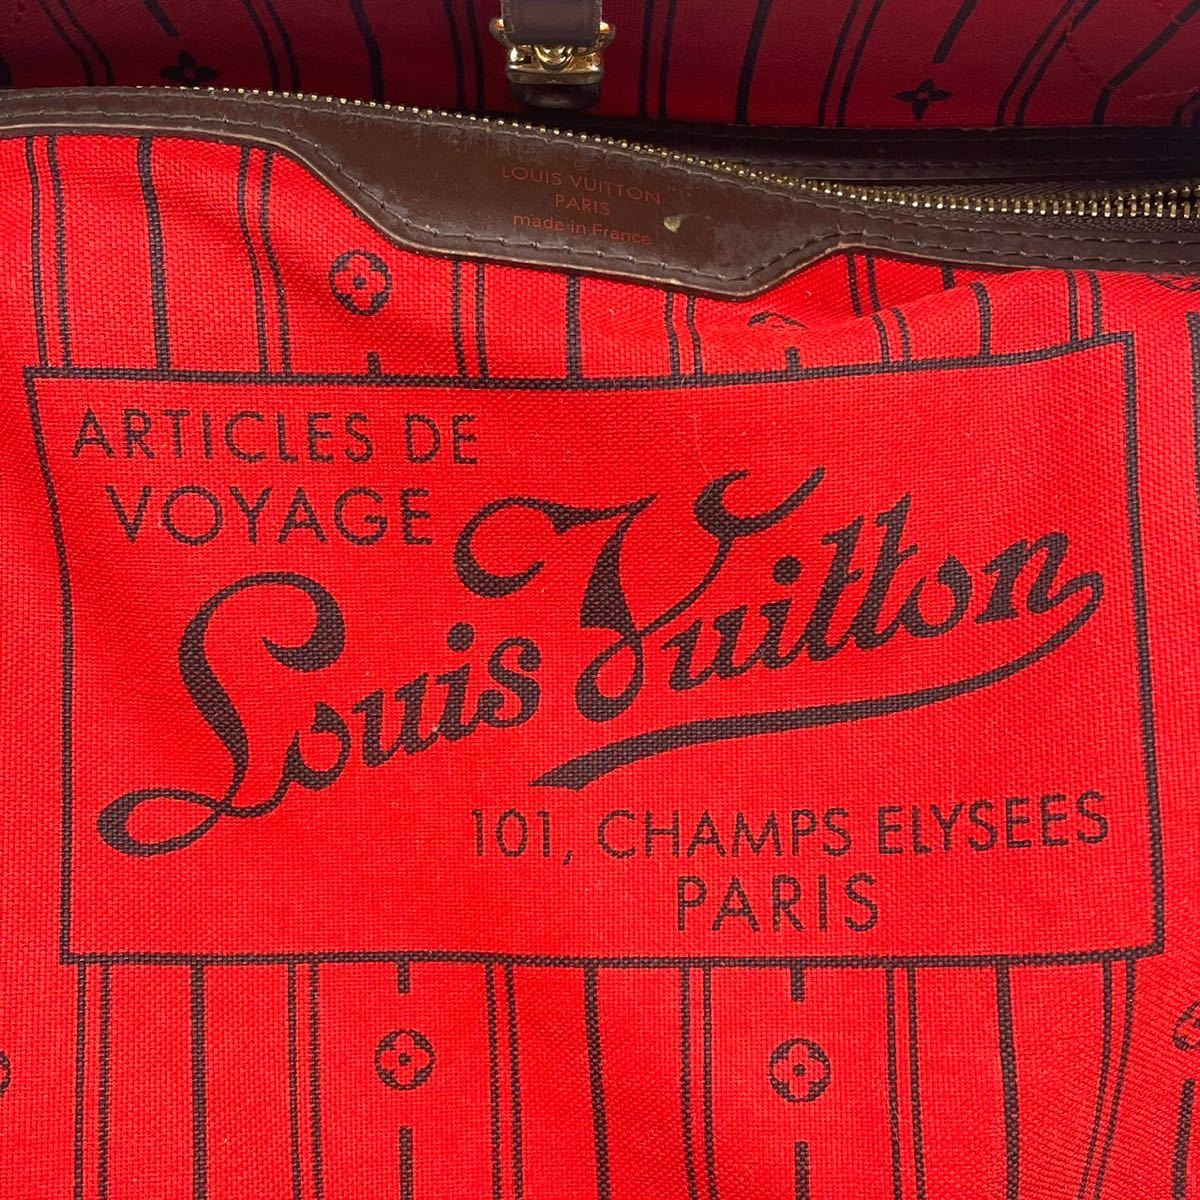 LOUIS VUITTON
PARIS
made in France
ARTICLES DE
VOYAGE
Louis Vuitton
101, CHAMPS ELYSEES
PARIS